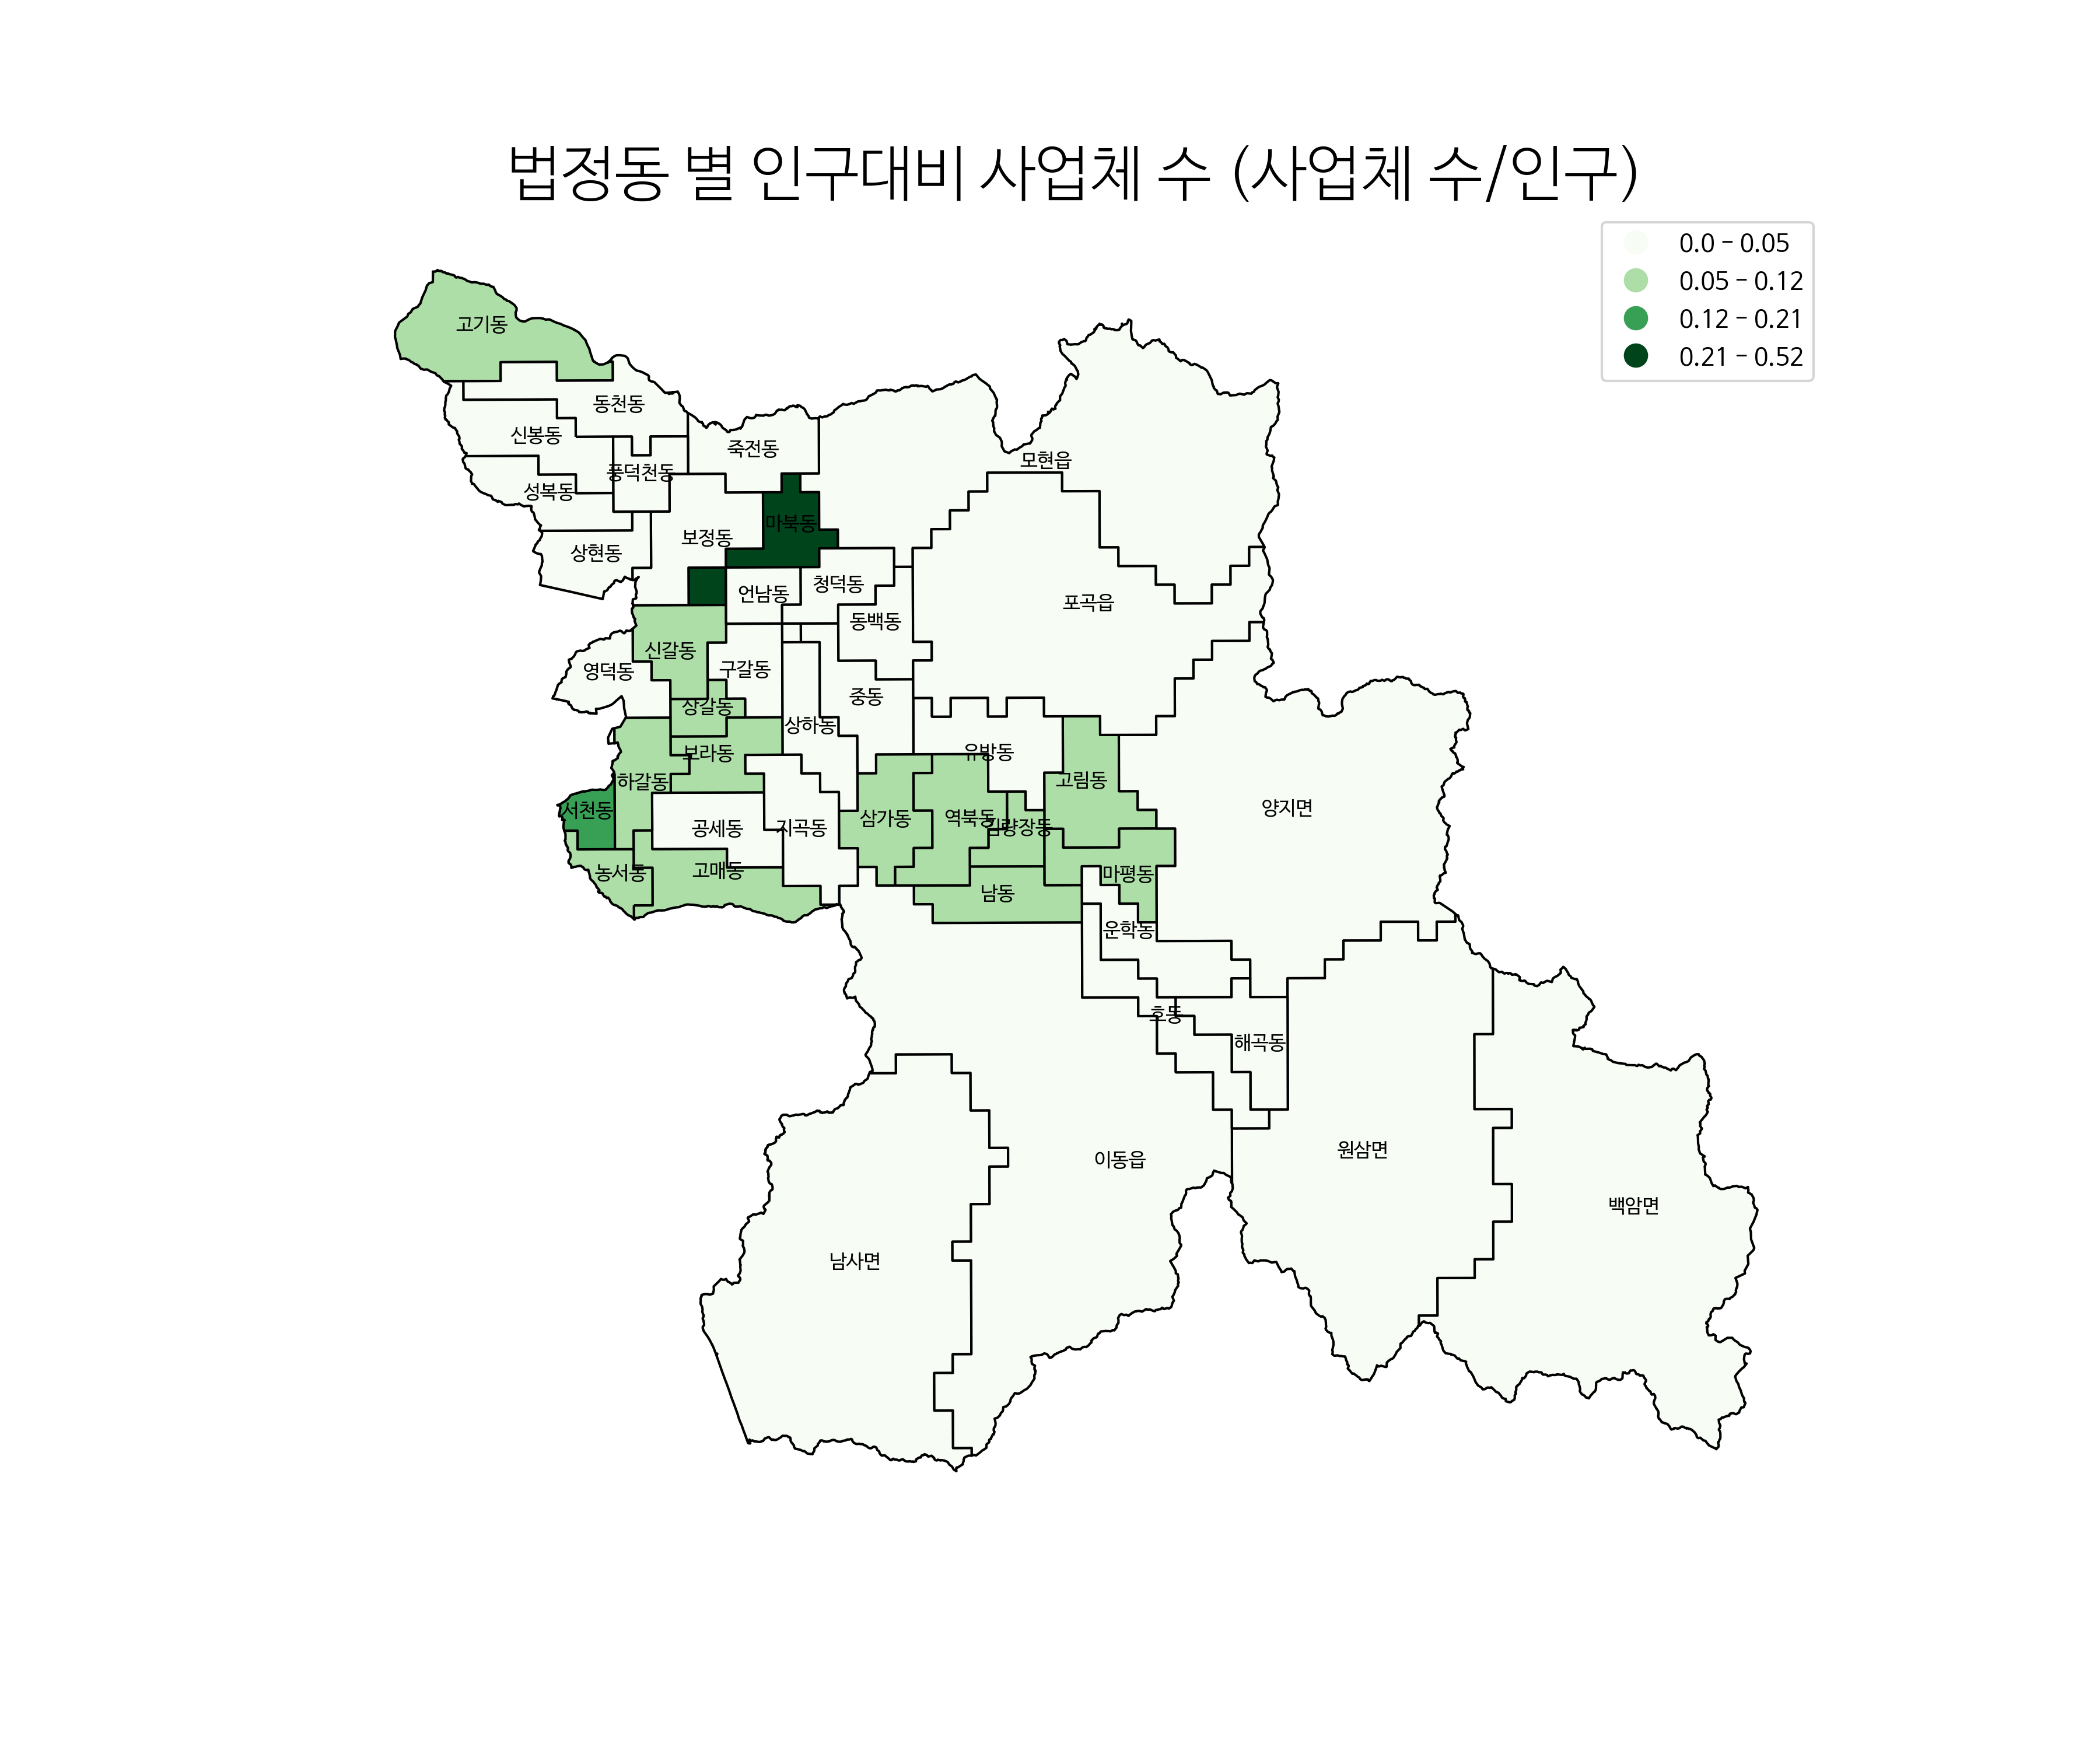 법정동 별 인구대비 사업체 수 (사업체 수/인구)
0.0 - 0.05
0.05 - 0.12
0.12 - 0.21
0.21 - 0.52
고기동
동천동
신봉동
죽전동
모현읍
풍덕천동
성복동
마북동
보정동
상현동
언남동
청덕동
포곡읍
동백동
신갈동
구갈동
영덕동
중동
상갈동
상하동
유방동
보라동
하갈동
고림동
양지면
서천동
삼가동
역북동
김량장동
공세동
지곡동
고매동
농서동
마평동
남동
운학동
호동
해곡동
원삼면
이동읍
백암면
남사면